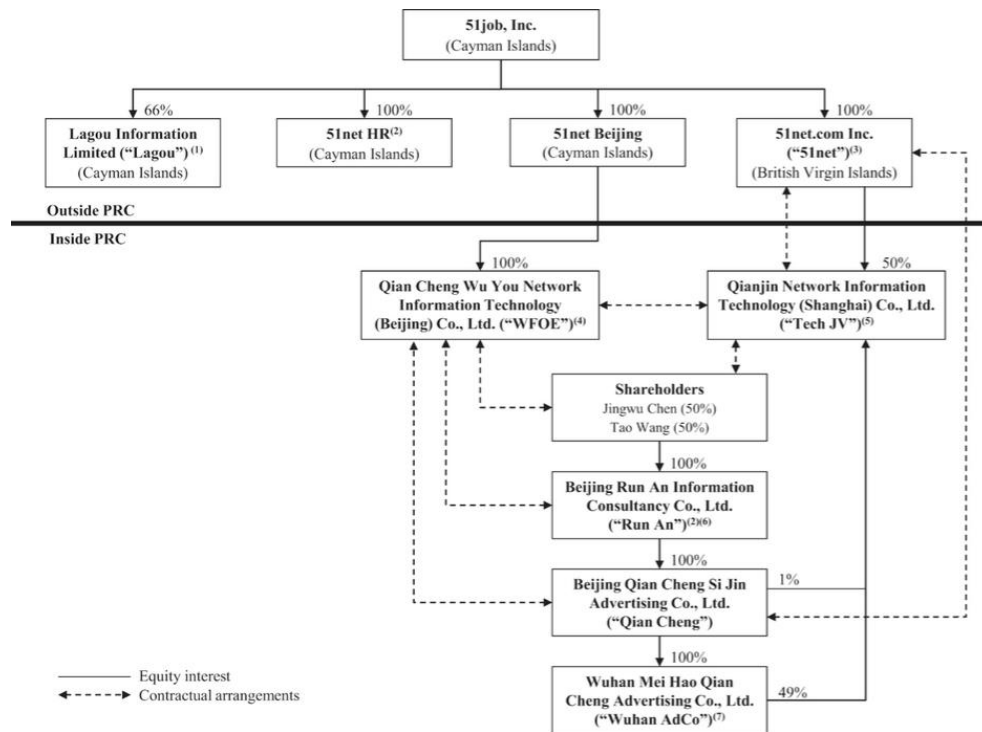 51job, Inc.
(Cayman Islands)
66%
100%
100%
100%
Lagou Information
Limited (“Lagou”)(1)
(Cayman Islands)
51net HR(2)
(Cayman Islands)
51net Beijing
(Cayman Islands)
51net.com Inc.
(“51net”)(3)
(British Virgin Islands)
Outside PRC
Inside PRC
100%
50%
Qian Cheng Wu You Network
Information Technology
(Beijing) Co., Ltd. (“WFOE”)(4)
Qianjin Network Information
Technology (Shanghai) Co., Ltd.
(“Tech JV”)(5)
Shareholders
Jingwu Chen (50%)
Tao Wang (50%)
100%
Beijing Run An Information
Consultancy Co., Ltd.
(“Run An”)(2)(6)
100%
Beijing Qian Cheng Si Jin
Advertising Co., Ltd.
(“Qian Cheng”)
1%
100%
Wuhan Mei Hao Qian
Cheng Advertising Co., Ltd.
(“Wuhan AdCo”)(7)
49%
Equity interest
Contractual arrangements